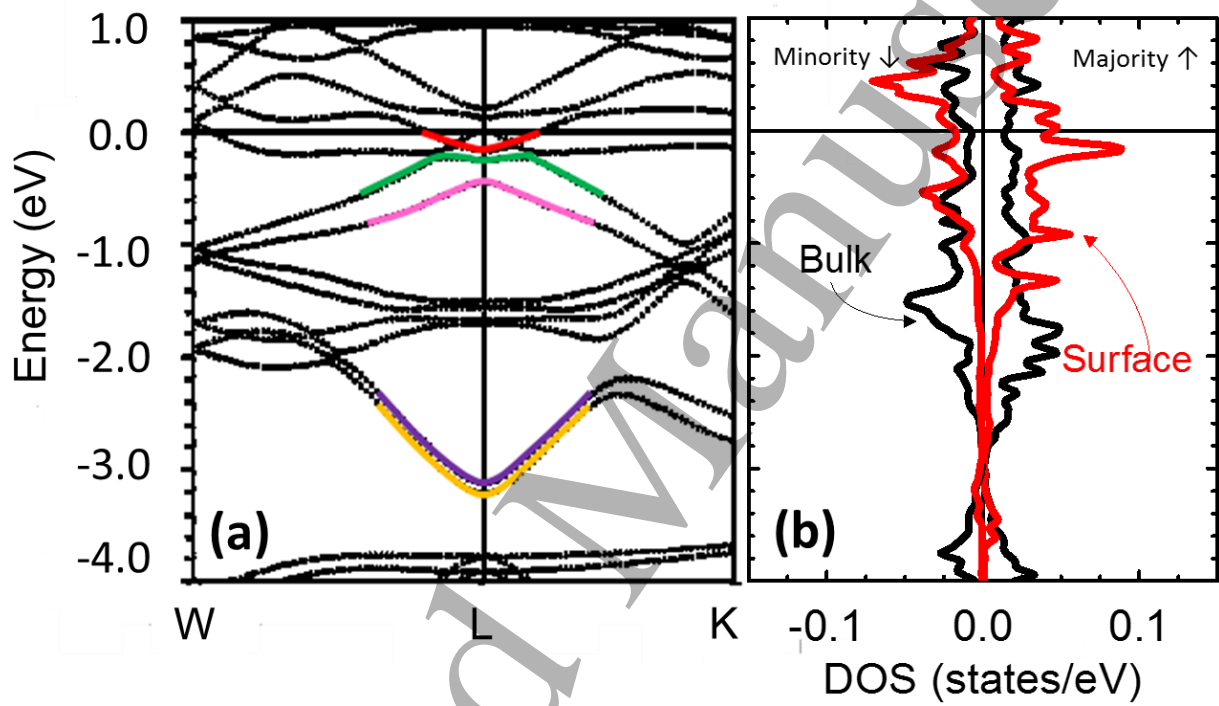 1.0
0.0
-1.0
-2.0
-3.0
-4.0
Energy (eV)
(a)
W L K
Minority ↓ Majority ↑
Bulk
Surface
(b)
-0.1 0.0 0.1
DOS (states/eV)
d Manus